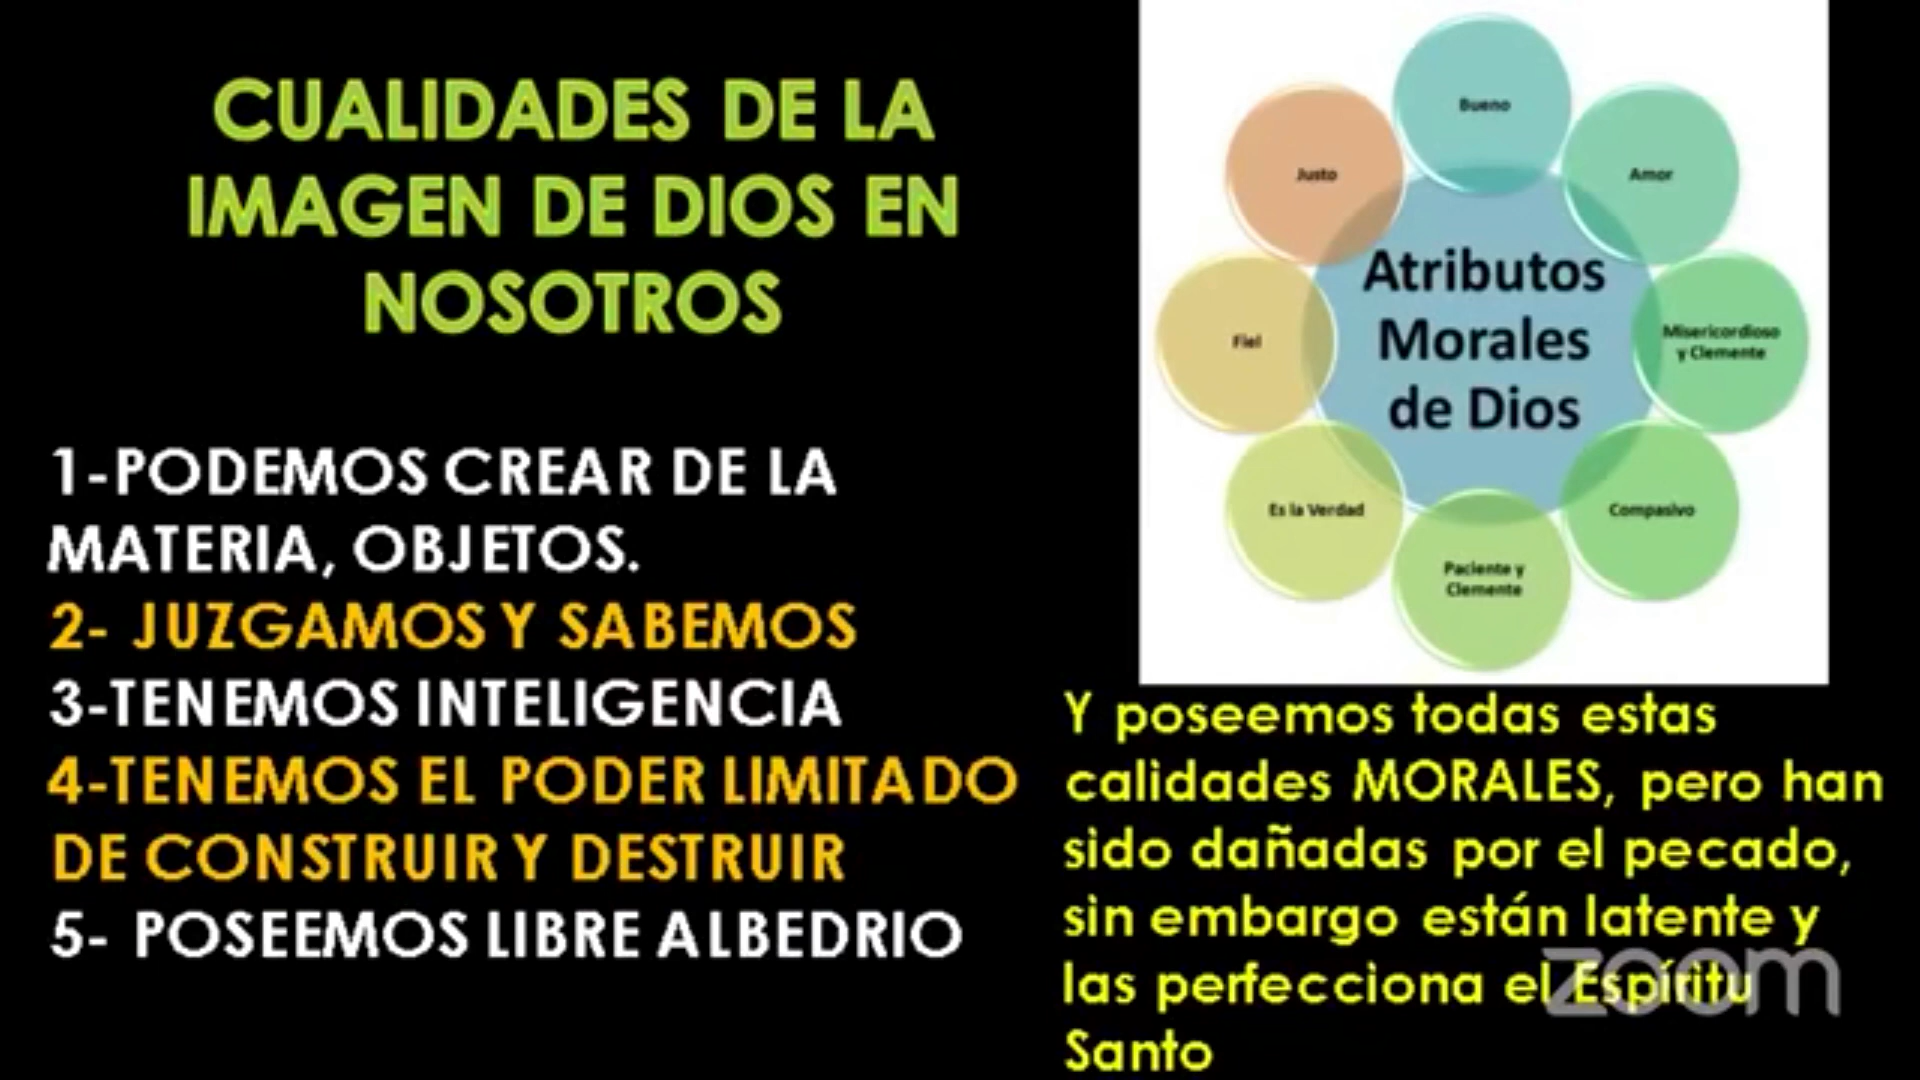 CUALIDADES DE LA
IMAGEN DE DIOS EN
NOSOTROS
1-PODEMOS CREAR DE LA
MATERIA, OBJETOS.
2- JUZGAMOS Y SABEMOS
3-TENEMOS INTELIGENCIA
4-TENEMOS EL PODER LIMITADO
DE CONSTRUIR Y DESTRUIR
5- POSEEMOS LIBRE ALBEDRIO
Atributos
Morales
de Dios
Bueno
Amor
Misericordioso
y Clemente
Compasivo
Paciente y
Clemente
Es la Verdad
Fiel
Justo
Y poseemos todas estas
calidades MORALES, pero han
sido dañadas por el pecado,
sin embargo están latente y
las perfecciona el Espíritu
Santo
zoom